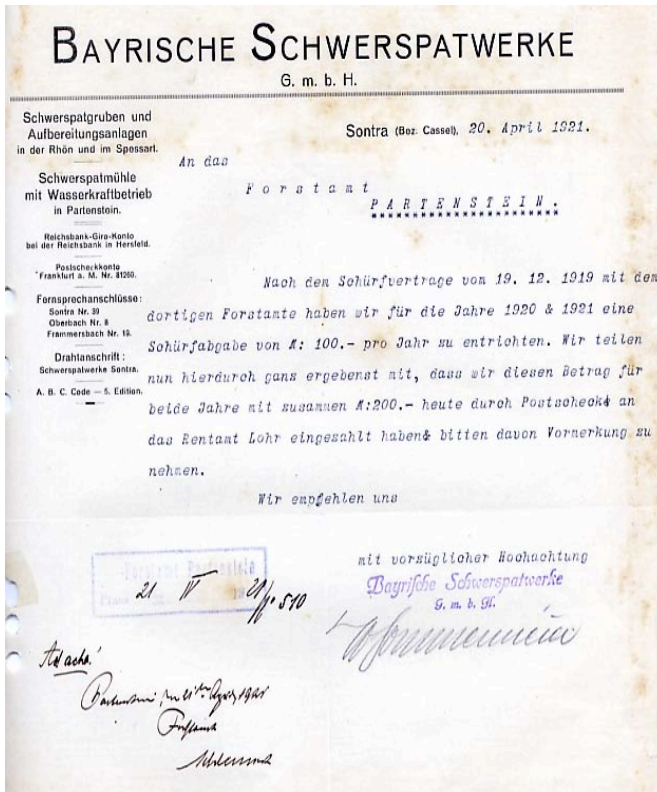 BAYRISCHE SCHWERSPATWERKE
G. m. b. H.
Schwerspatgruben und
Aufbereitungsanlagen
in der Rhön und im Spessart.
Schwerspatmühle
mit Wasserkraftbetrieb
in Partenstein.
Reichsbank-Giro-Konto
bei der Reichsbank in Hersfeld.
Postscheckkonto
Frankfurt a. M. Nr. 81260.
Fernsprechanschlüsse:
Sontra Nr. 39
Oberbach Nr. 8
Frammersbach Nr. 19.
Drahtanschrift:
Schwerspatwerke Sontra.
A. B. C. Code — 5. Edition.
Sontra (Bez. Cassel), 20. April 1921.
An das
Forstamt
PARTENSTEIN.
Nach dem Schürfvertrage vom 19. 12. 1919 mit dem
dortigen Forstamte haben wir für die Jahre 1920 & 1921 eine
Schürfabgabe von M: 100.- pro Jahr zu entrichten. Wir teilen
nun hierdurch ganz ergebenst mit, dass wir diesen Betrag für
beide Jahre mit zusammen M:200.- heute durch Postscheck an
das Rentamt Lohr eingezahlt haben& bitten davon Vormerkung zu
nehmen.
Wir empfehlen uns
mit vorzüglicher Hochachtung
Bayrische Schwerspatwerke
G. m. b. H.
Forstamt Partenstein
21 IV 21
510